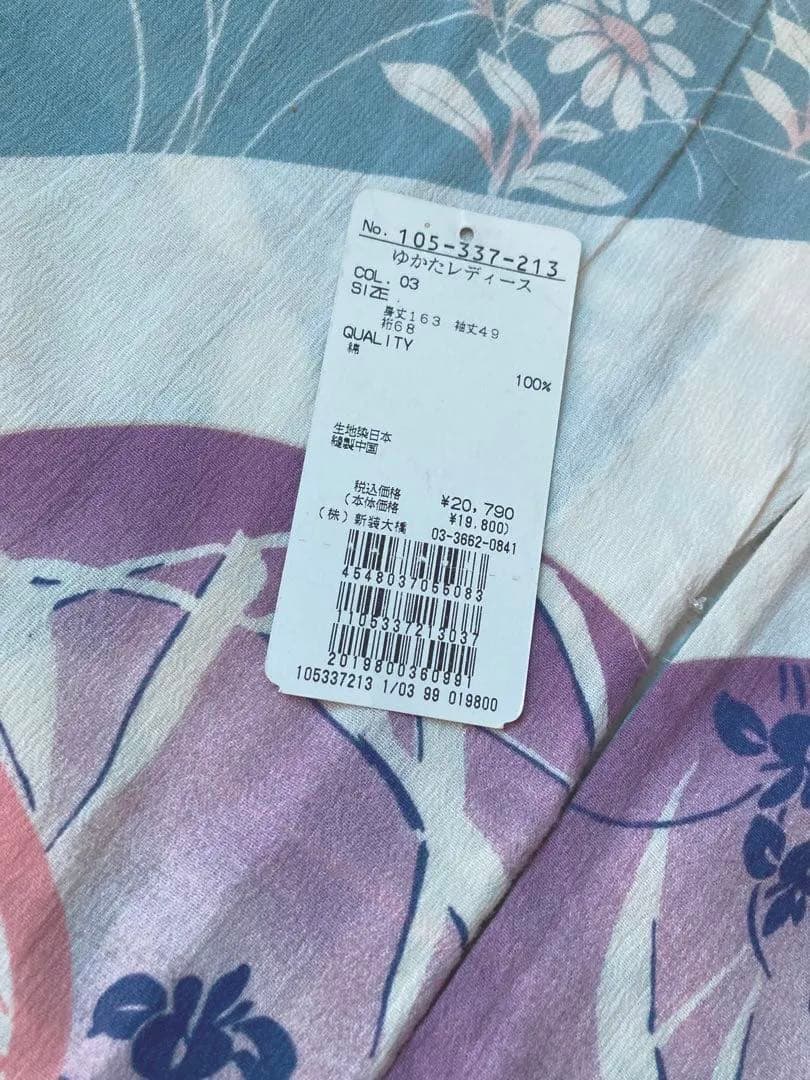 No. 105-337-213
ゆかたレディース
COL. 03
SIZE
身丈163 袖丈49
裄68
QUALITY
綿
100%
生地染日本
縫製中国
税込価格 ¥20,790
(本体価格 ¥19,800)
(株)新装大橋 03-3662-0841
4548037055083
1105337213037
2019800360991
105337213 1/03 99 019800